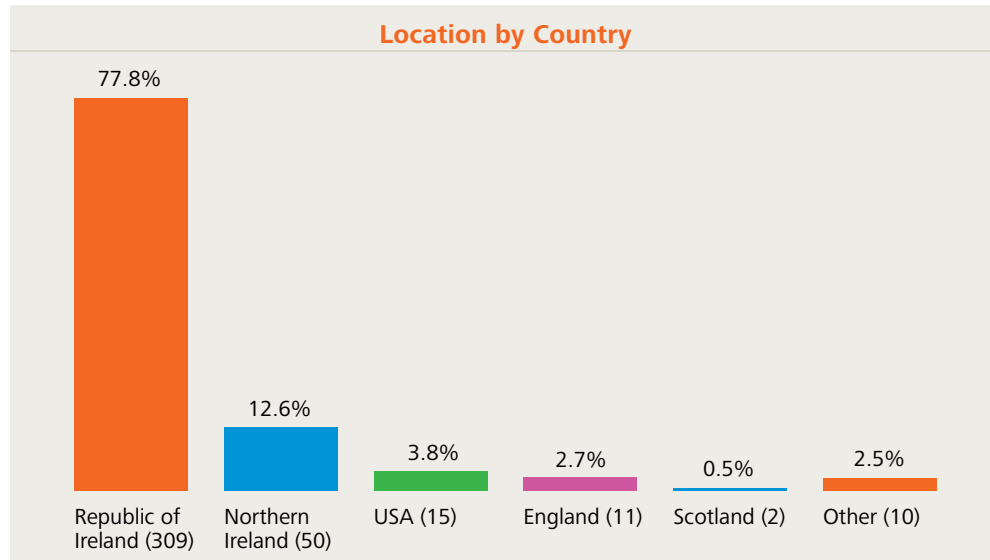 Location by Country
77.8%
12.6%
3.8%
2.7%
0.5%
2.5%
Republic of
Ireland (309)
Northern
Ireland (50)
USA (15)
England (11)
Scotland (2)
Other (10)